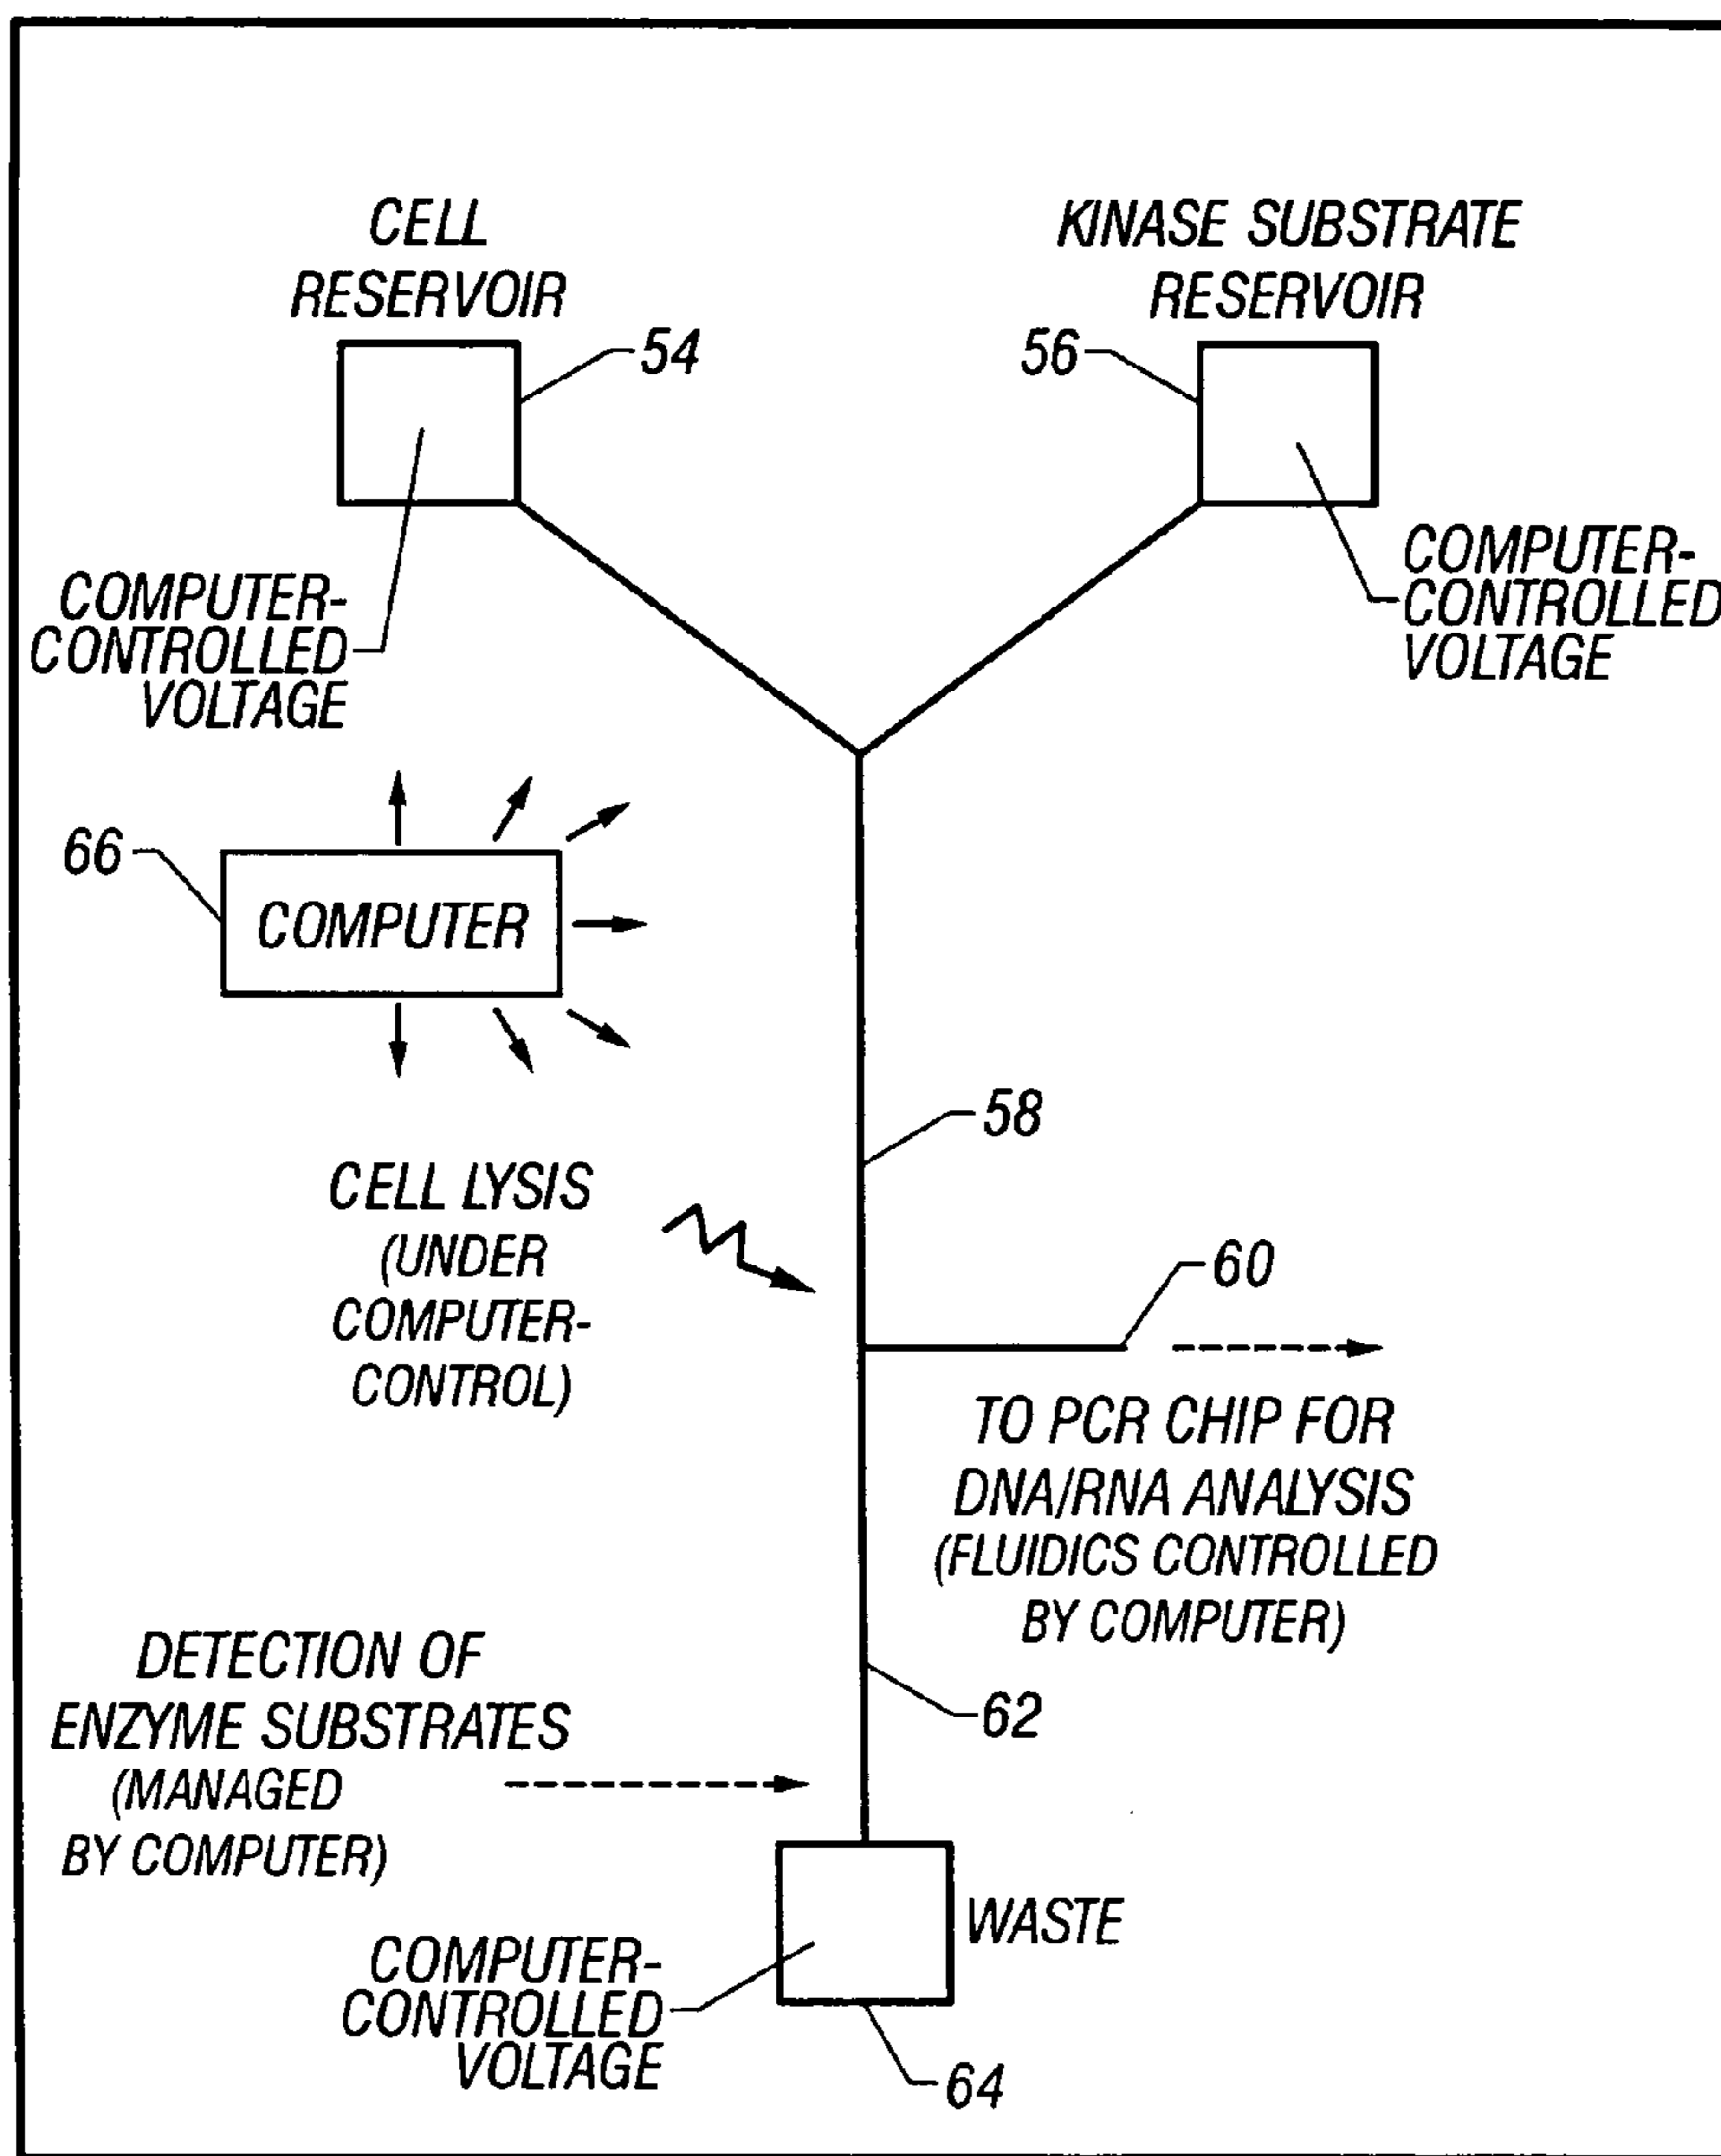 CELL
RESERVOIR
54
KINASE SUBSTRATE
RESERVOIR
56
COMPUTER-
CONTROLLED
VOLTAGE
COMPUTER-
CONTROLLED
VOLTAGE
66
COMPUTER
58
CELL LYSIS
(UNDER
COMPUTER-
CONTROL)
60
TO PCR CHIP FOR
DNA/RNA ANALYSIS
(FLUIDICS CONTROLLED
BY COMPUTER)
DETECTION OF
ENZYME SUBSTRATES
(MANAGED
BY COMPUTER)
62
WASTE
COMPUTER-
CONTROLLED
VOLTAGE
64